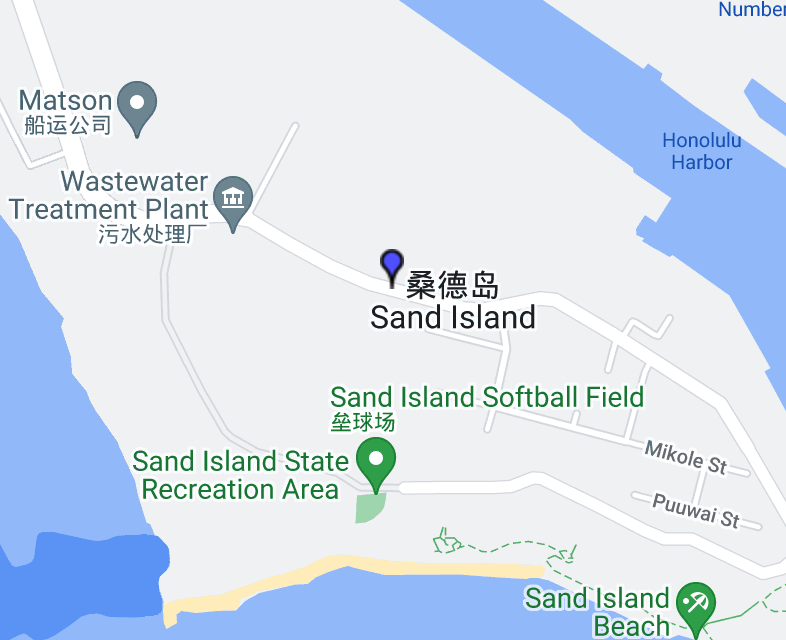 Number
Matson
船运公司
Honolulu
Harbor
Wastewater
Treatment Plant
污水处理厂
桑德岛
Sand Island
Sand Island Softball Field
垒球场
Sand Island State
Recreation Area
Mikole St
Puuwai St
Sand Island
Beach